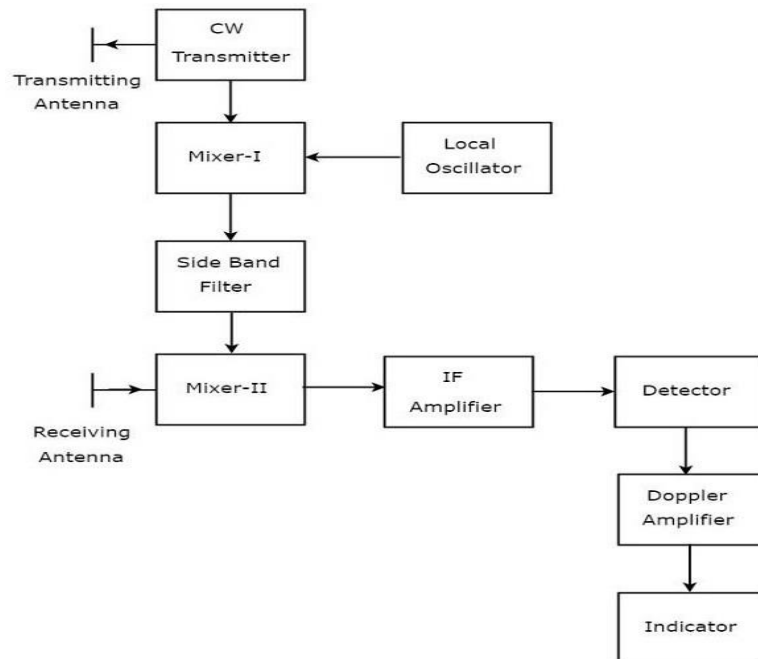 CW
Transmitter
Transmitting
Antenna
Mixer-I
Local
Oscillator
Side Band
Filter
Mixer-II
IF
Amplifier
Detector
Receiving
Antenna
Doppler
Amplifier
Indicator